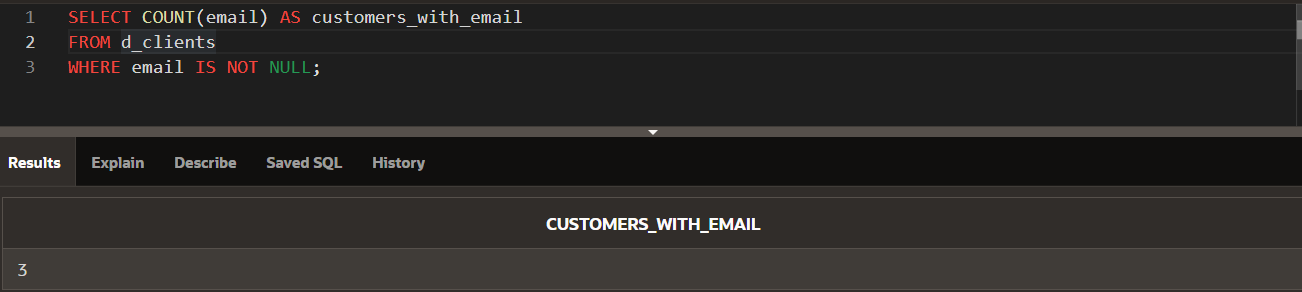 1 SELECT COUNT(email) AS customers_with_email
2 FROM d_clients
3 WHERE email IS NOT NULL;
Results Explain Describe Saved SQL History
CUSTOMERS_WITH_EMAIL
3